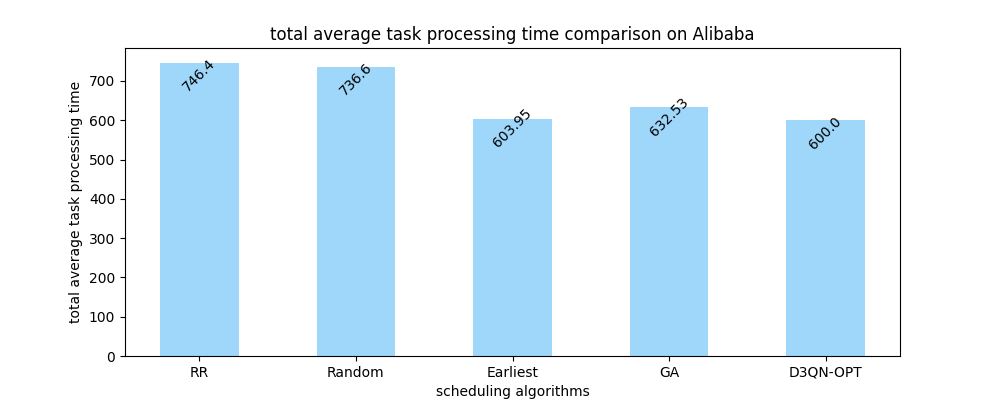 total average task processing time comparison on Alibaba
total average task processing time
700
600
500
400
300
200
100
0
746.4
736.6
603.95
632.53
600.0
RR
Random
Earliest
GA
D3QN-OPT
scheduling algorithms